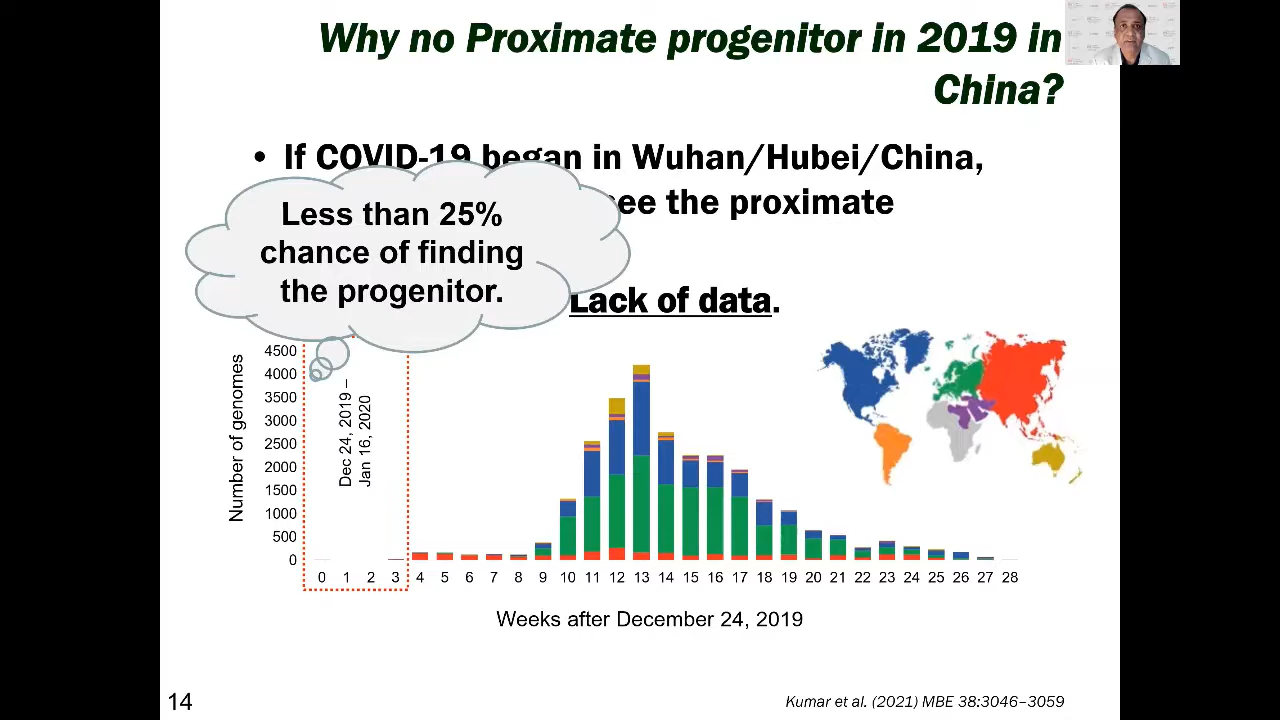 Why no Proximate progenitor in 2019 in
China?
• If COVID-19 began in Wuhan/Hubei/China,
see the proximate
Less than 25%
chance of finding
the progenitor.
Lack of data.
Number of genomes
4500
4000
3500
3000
2500
2000
1500
1000
500
0
Dec 24, 2019 –
Jan 16, 2020
0 1 2 3 4 5 6 7 8 9 10 11 12 13 14 15 16 17 18 19 20 21 22 23 24 25 26 27 28
Weeks after December 24, 2019
14
Kumar et al. (2021) MBE 38:3046–3059